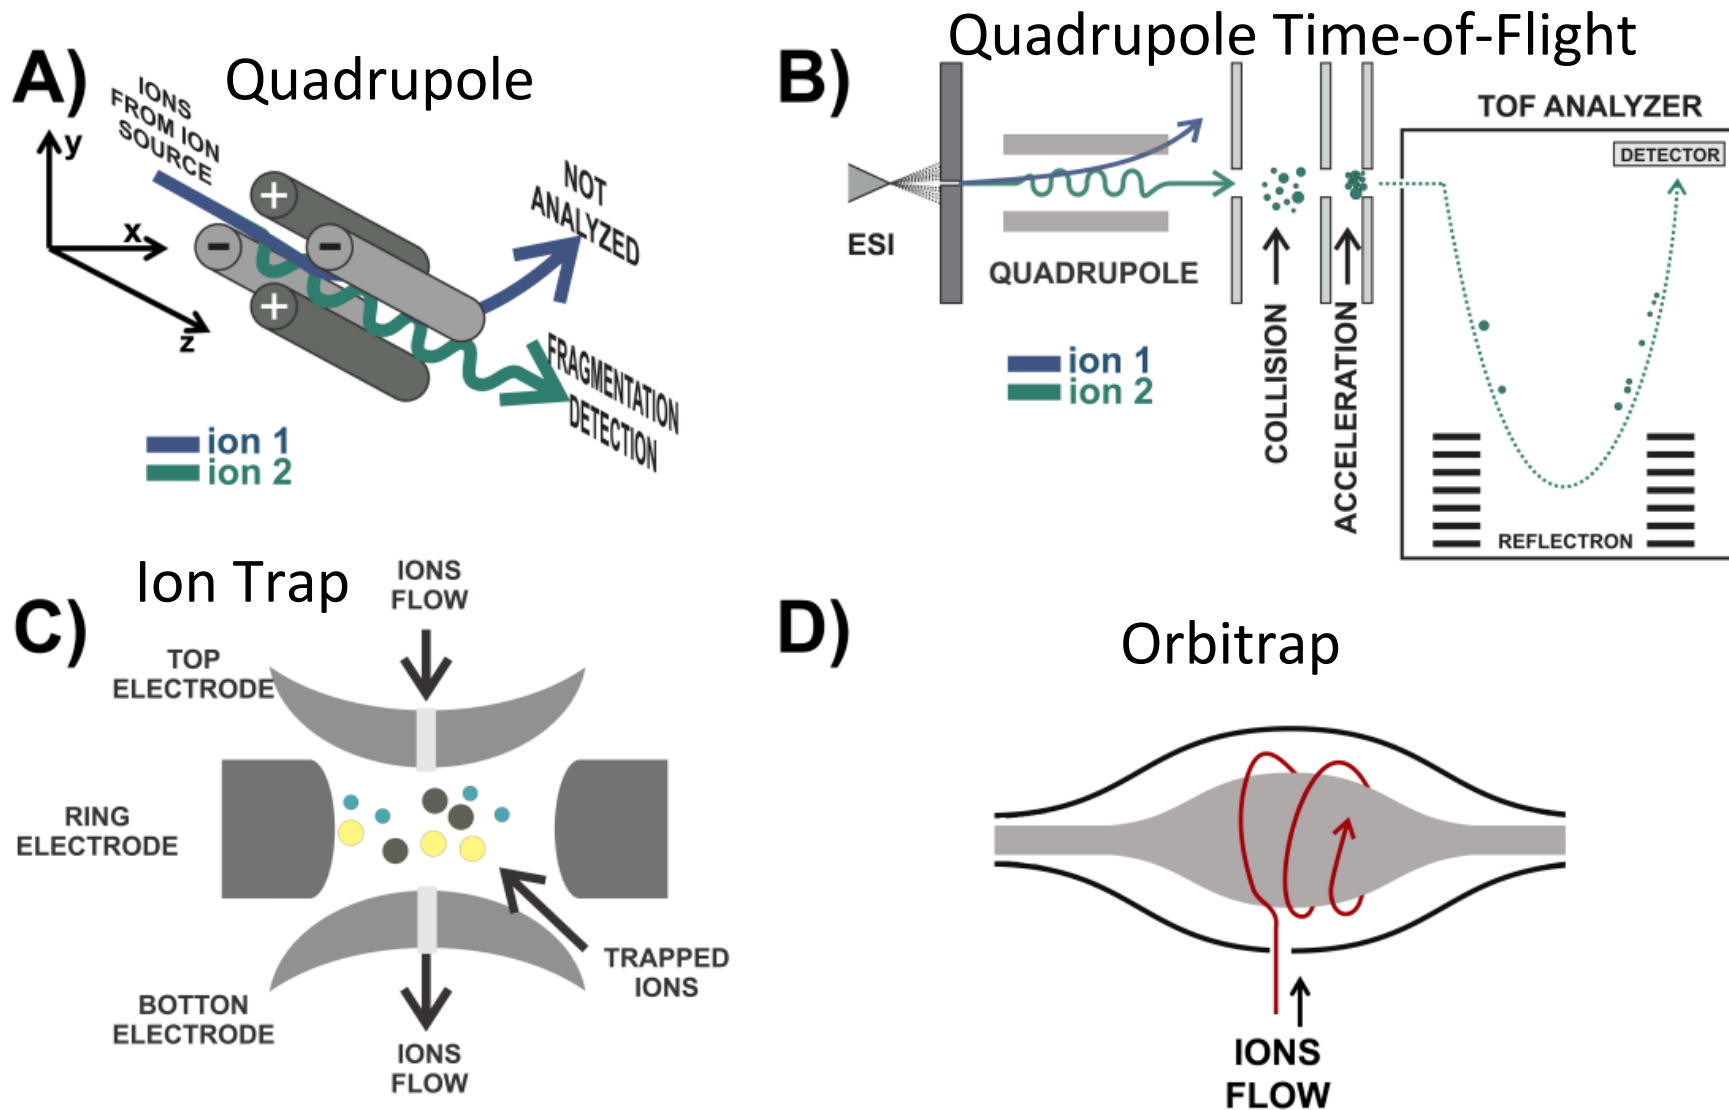 A)
Quadrupole
IONS
FROM ION
SOURCE
y
x
z
+
−
−
+
NOT
ANALYZED
FRAGMENTATION
DETECTION
ion 1
ion 2
B)
Quadrupole Time-of-Flight
TOF ANALYZER
DETECTOR
ESI
QUADRUPOLE
ion 1
ion 2
COLLISION
ACCELERATION
REFLECTRON
C)
Ion Trap
IONS
FLOW
TOP
ELECTRODE
RING
ELECTRODE
TRAPPED
IONS
BOTTON
ELECTRODE
IONS
FLOW
D)
Orbitrap
IONS
FLOW